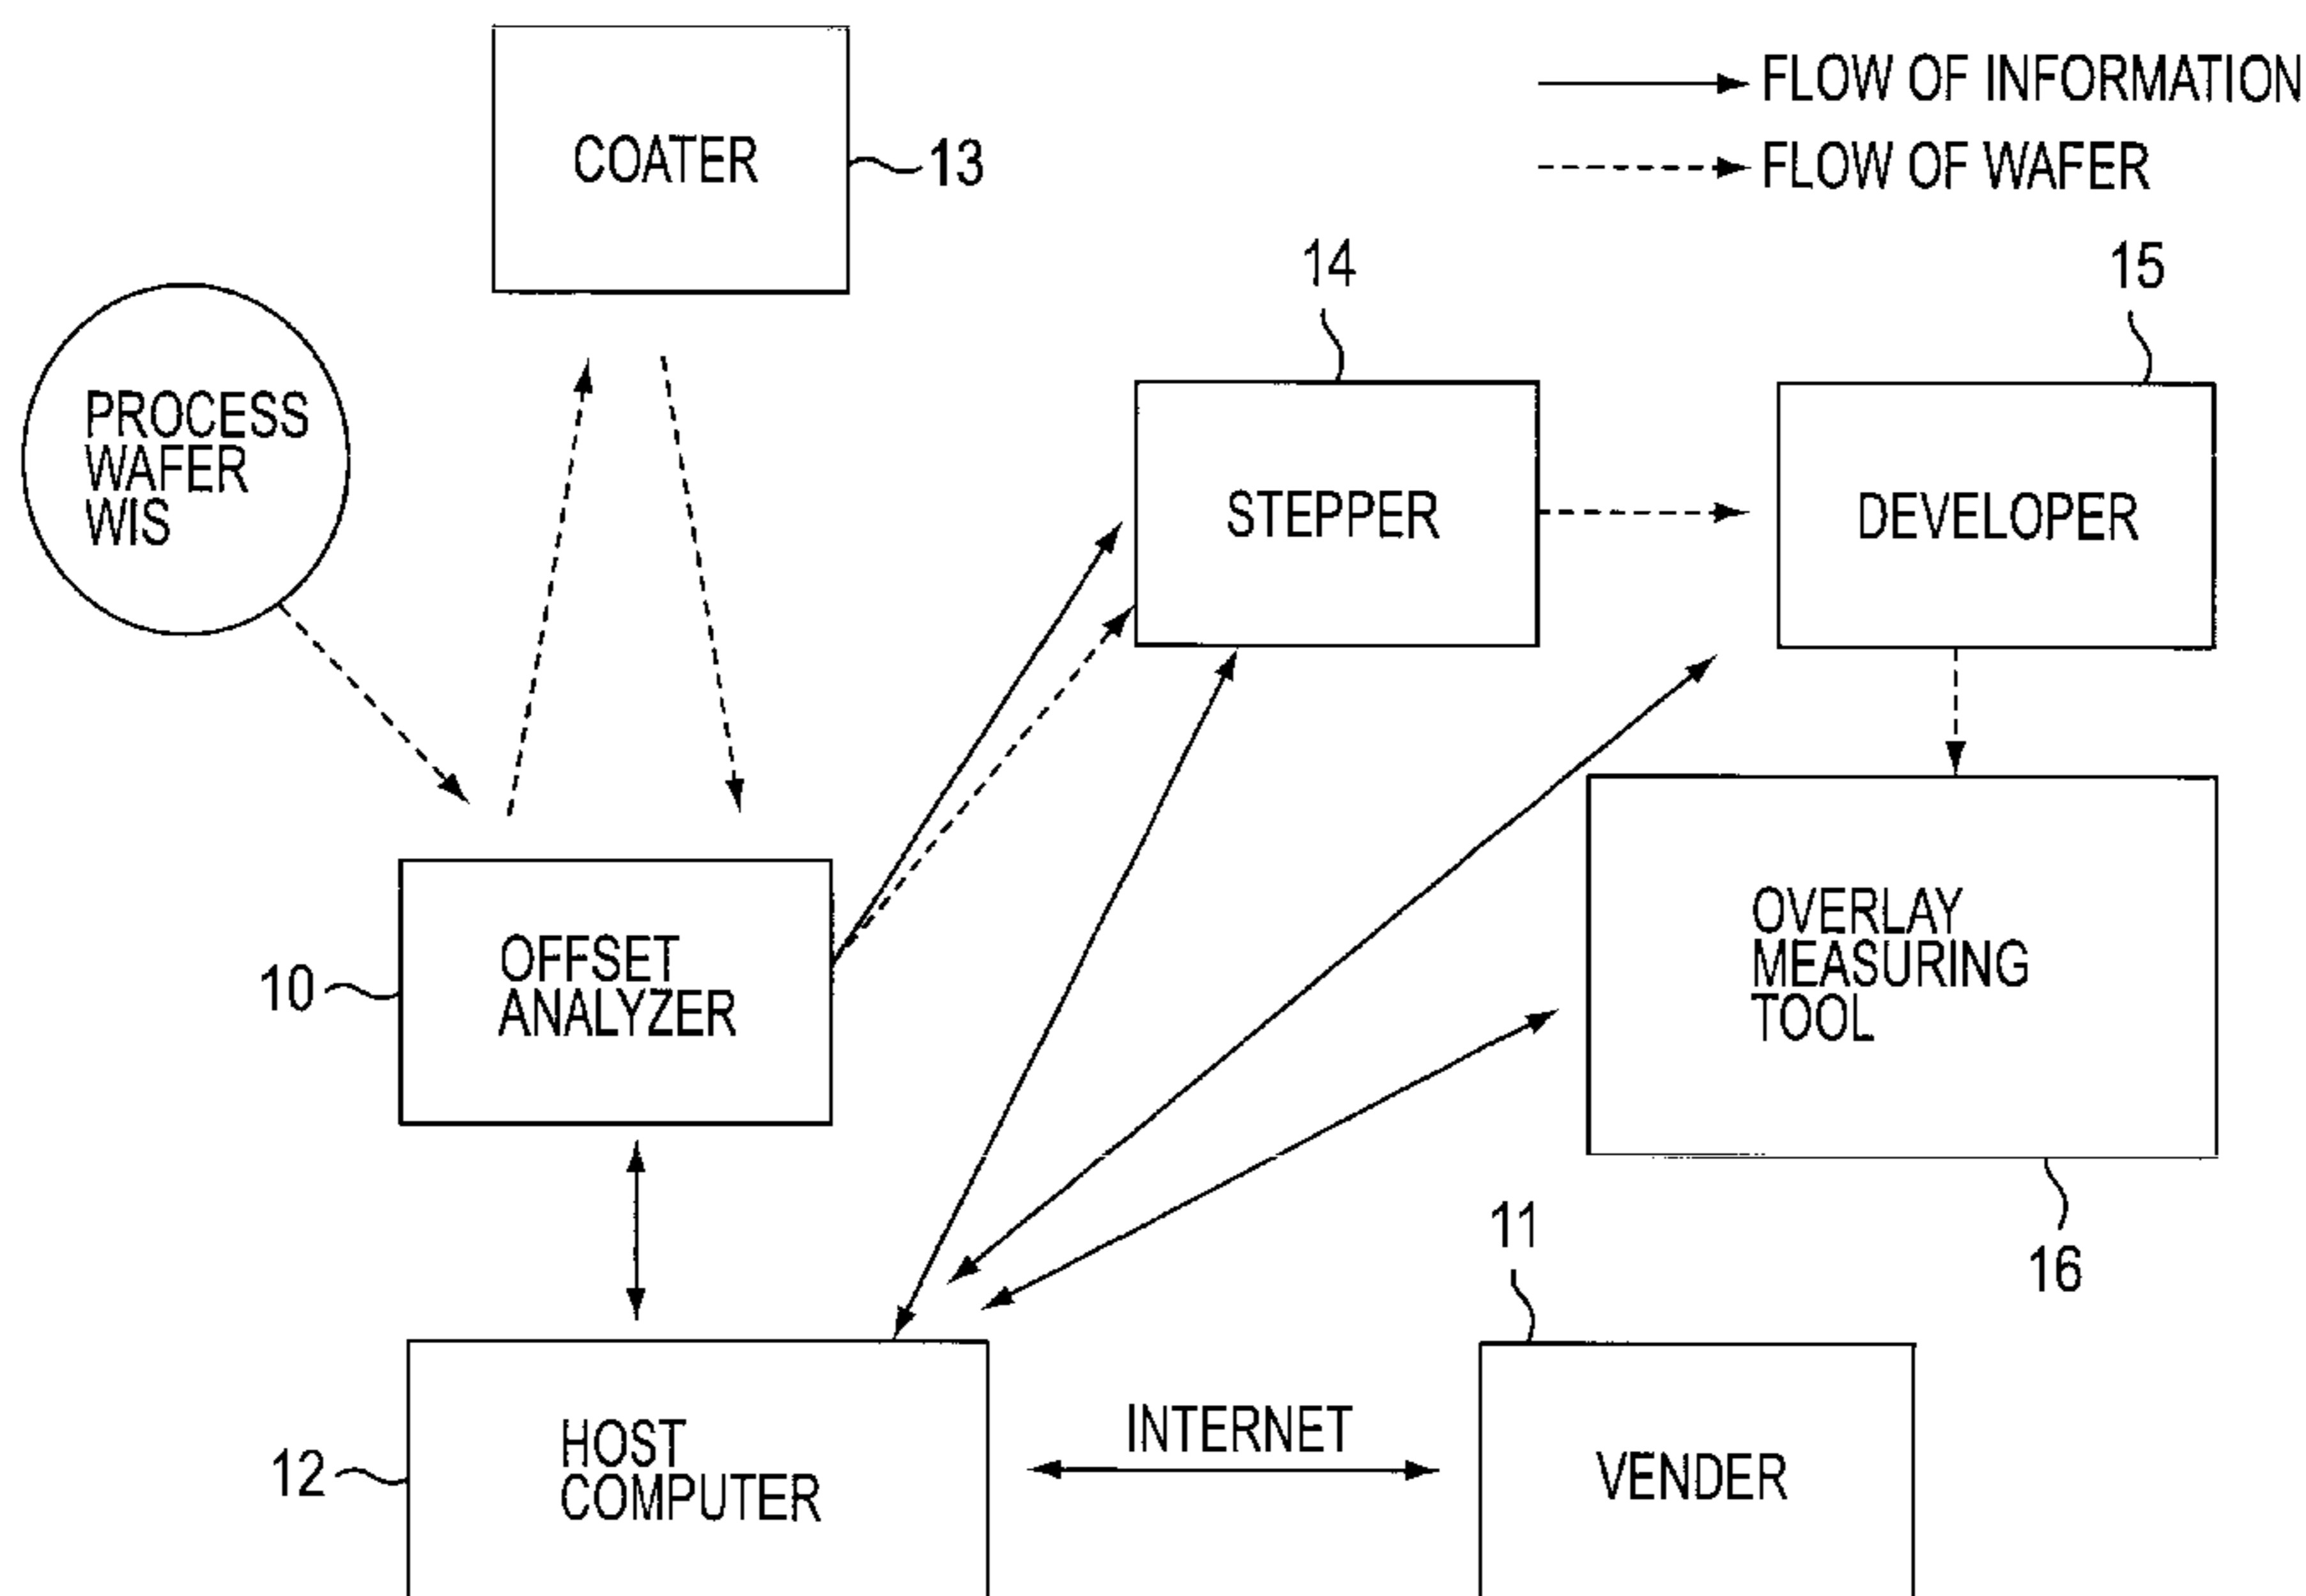 COATER
13
FLOW OF INFORMATION
FLOW OF WAFER
14
15
PROCESS
WAFER
WIS
STEPPER
DEVELOPER
OFFSET
ANALYZER
10
OVERLAY
MEASURING
TOOL
16
11
INTERNET
HOST
COMPUTER
12
VENDER